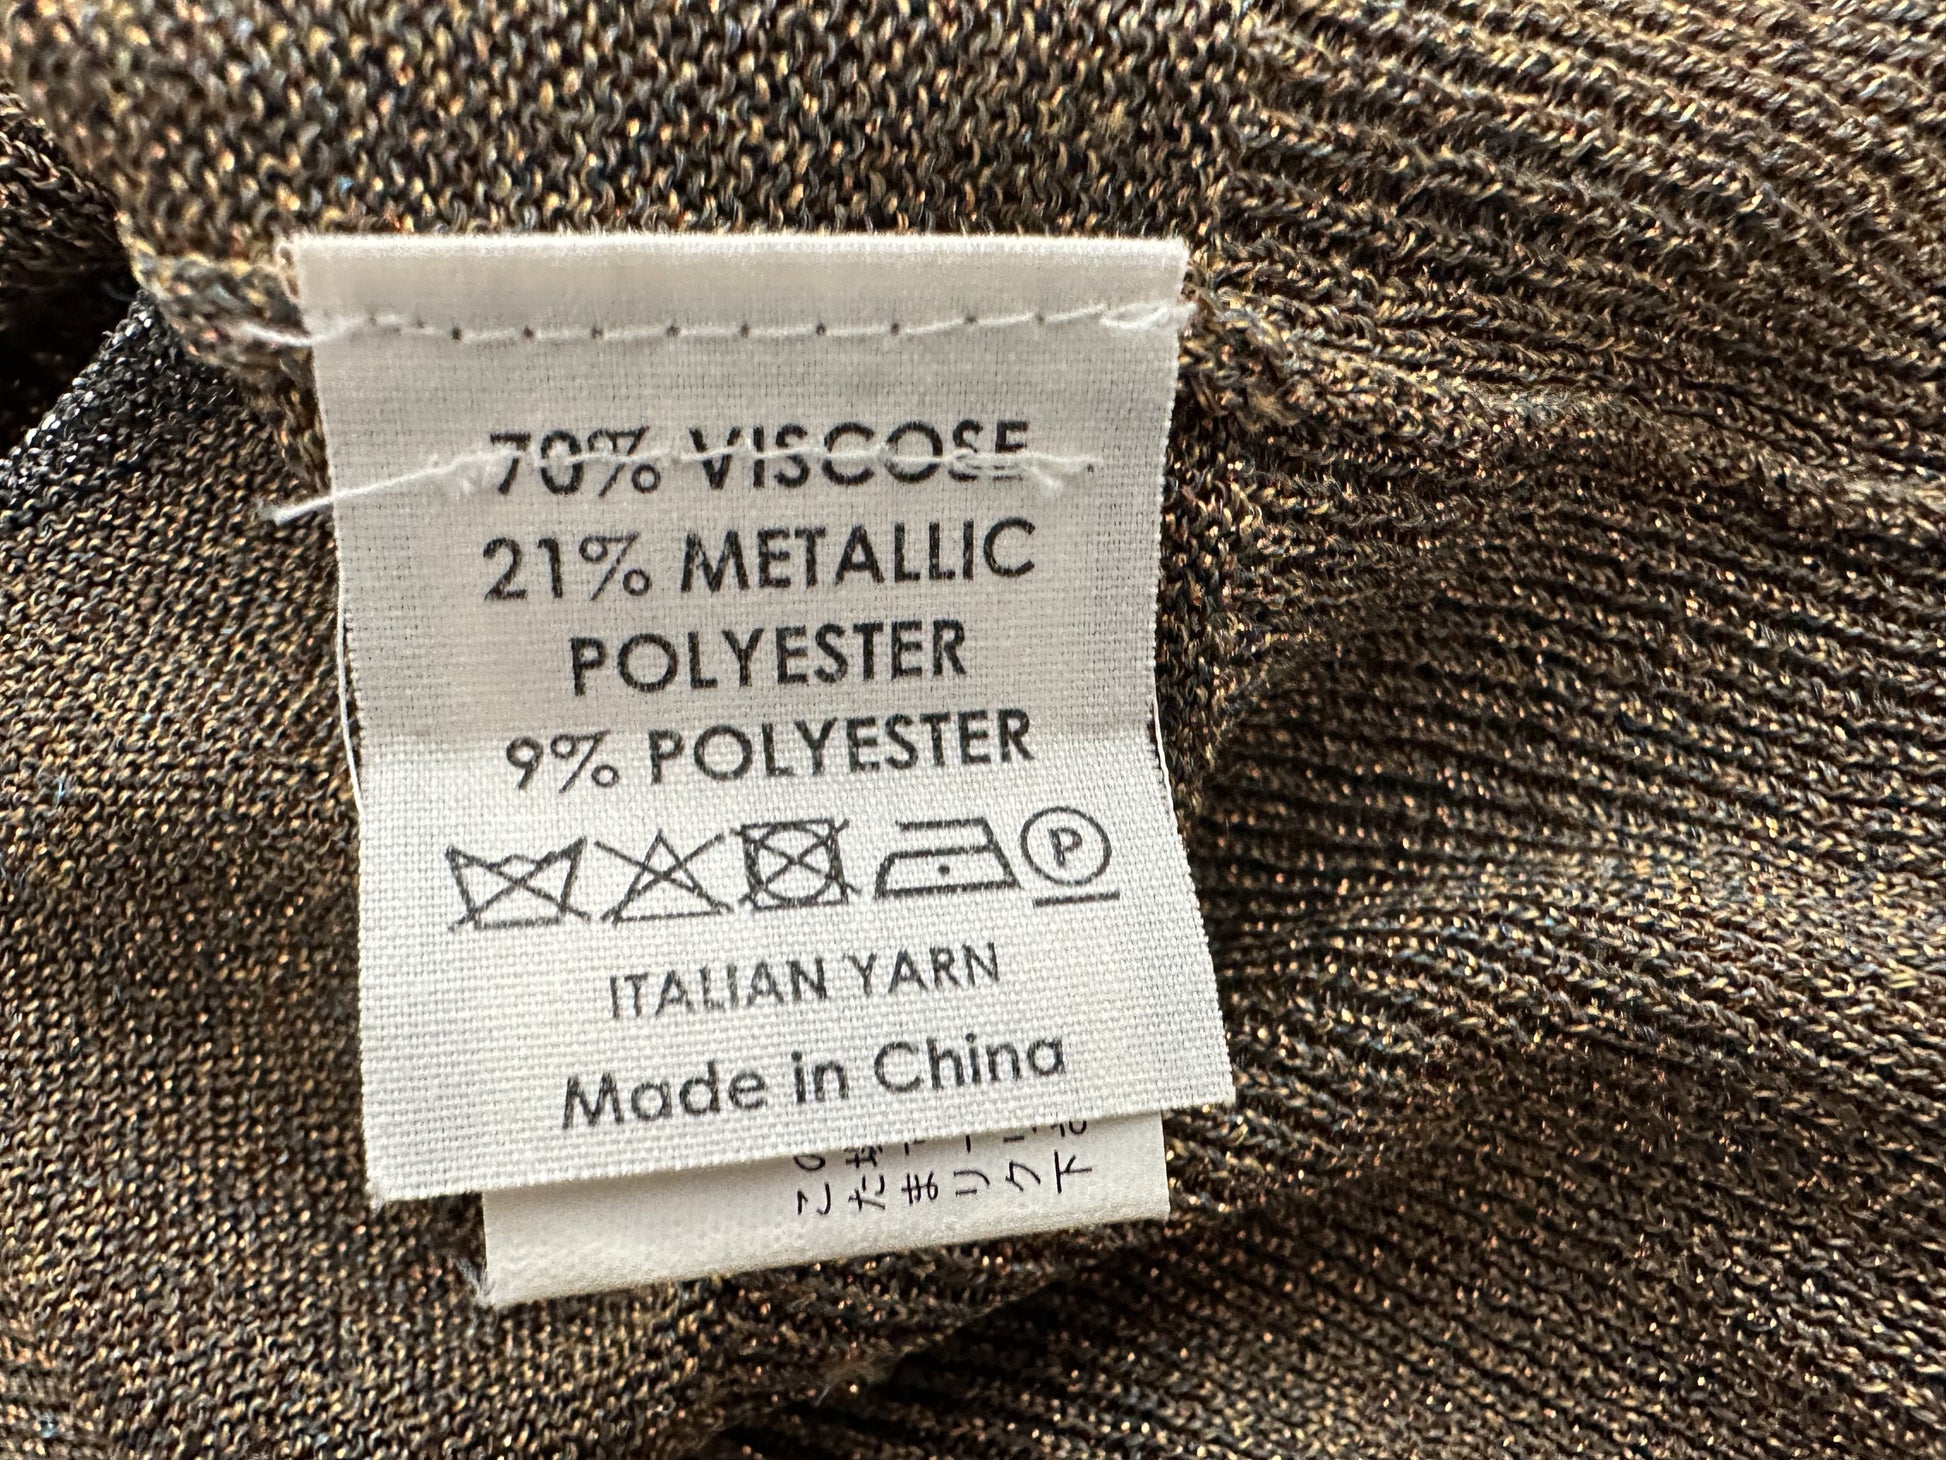 70% VISCOSE
21% METALLIC
POLYESTER
9% POLYESTER
P
ITALIAN YARN
Made in China